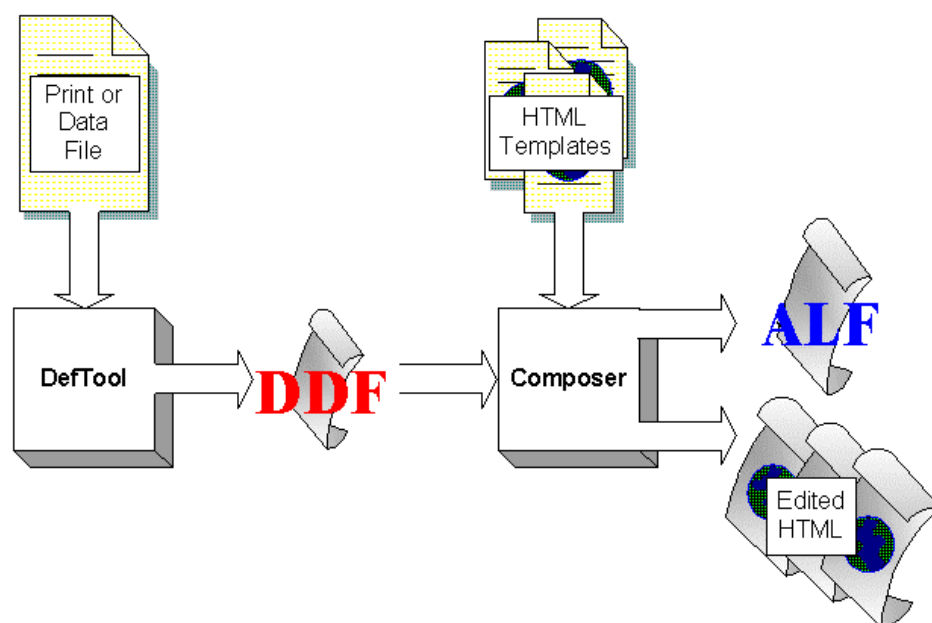 Print or
Data
File
HTML
Templates
DefTool
DDF
Composer
ALF
Edited
HTML